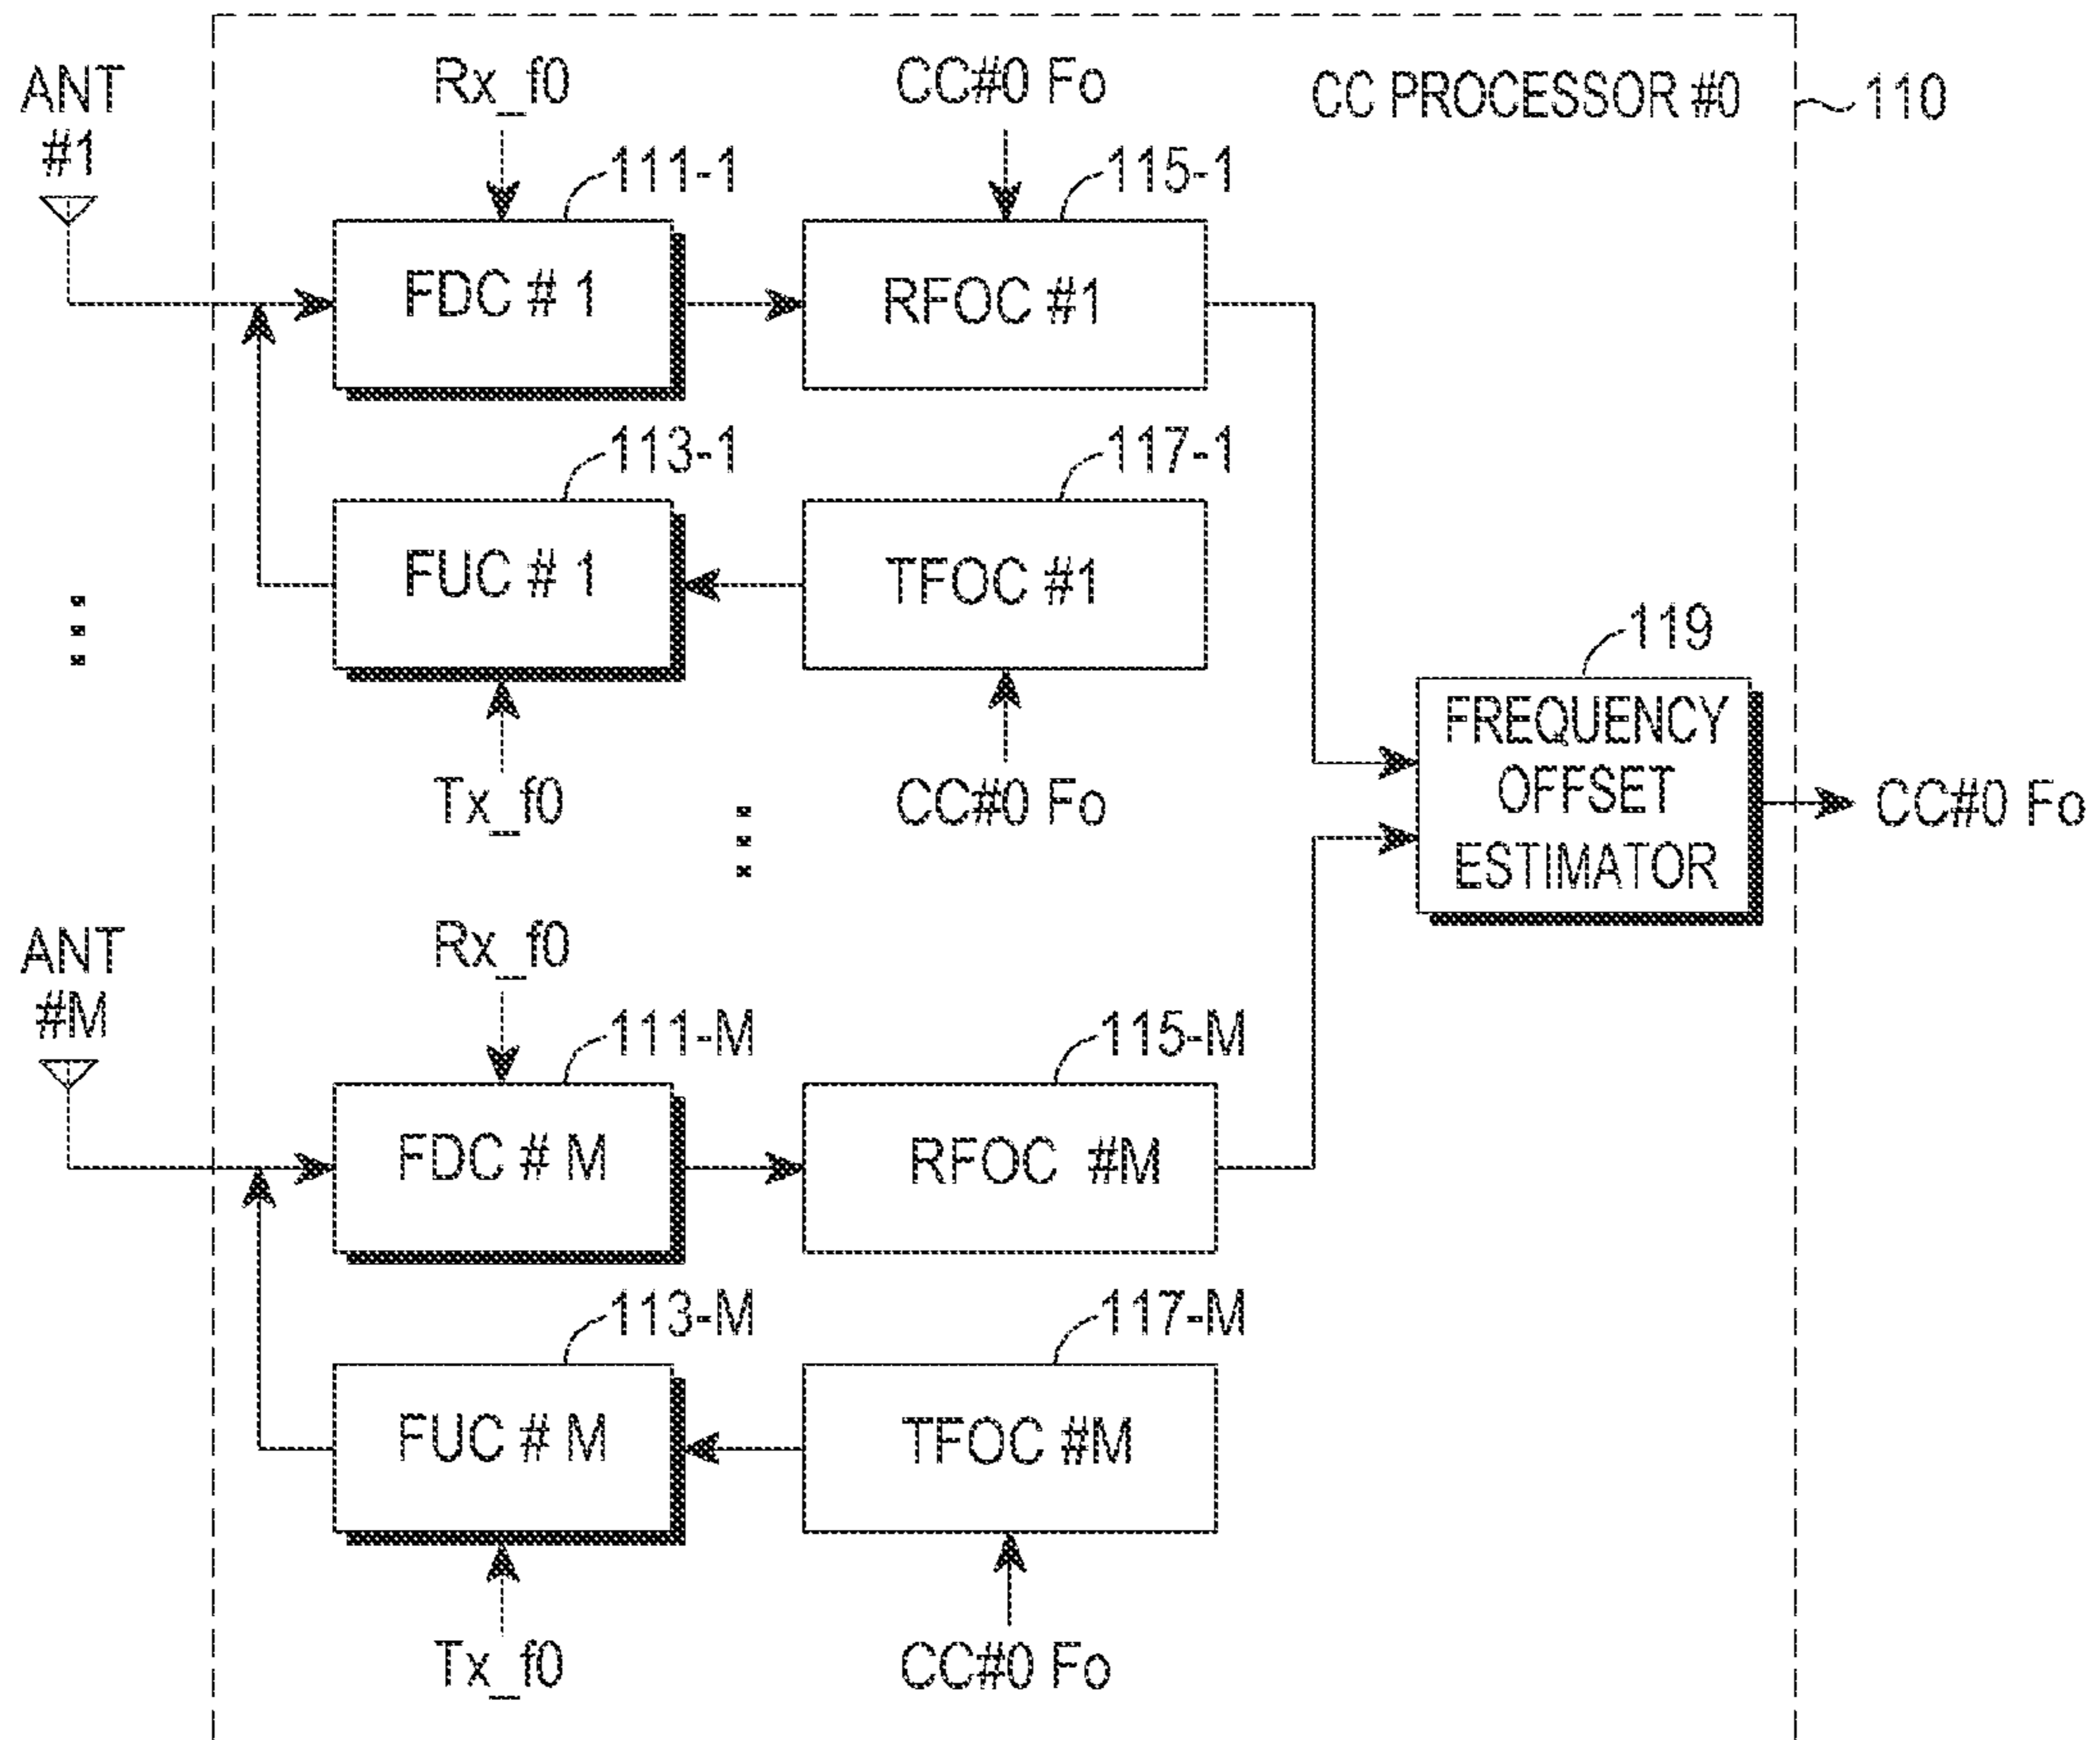 ANT
#1
Rx_f0
CC#0 Fo
CC PROCESSOR #0
110
111-1
115-1
FDC # 1
RFOC #1
113-1
117-1
FUC # 1
TFOC #1
Tx_f0
CC#0 Fo
119
FREQUENCY
OFFSET
ESTIMATOR
CC#0 Fo
ANT
#M
Rx_f0
111-M
115-M
FDC # M
RFOC #M
113-M
117-M
FUC # M
TFOC #M
Tx_f0
CC#0 Fo